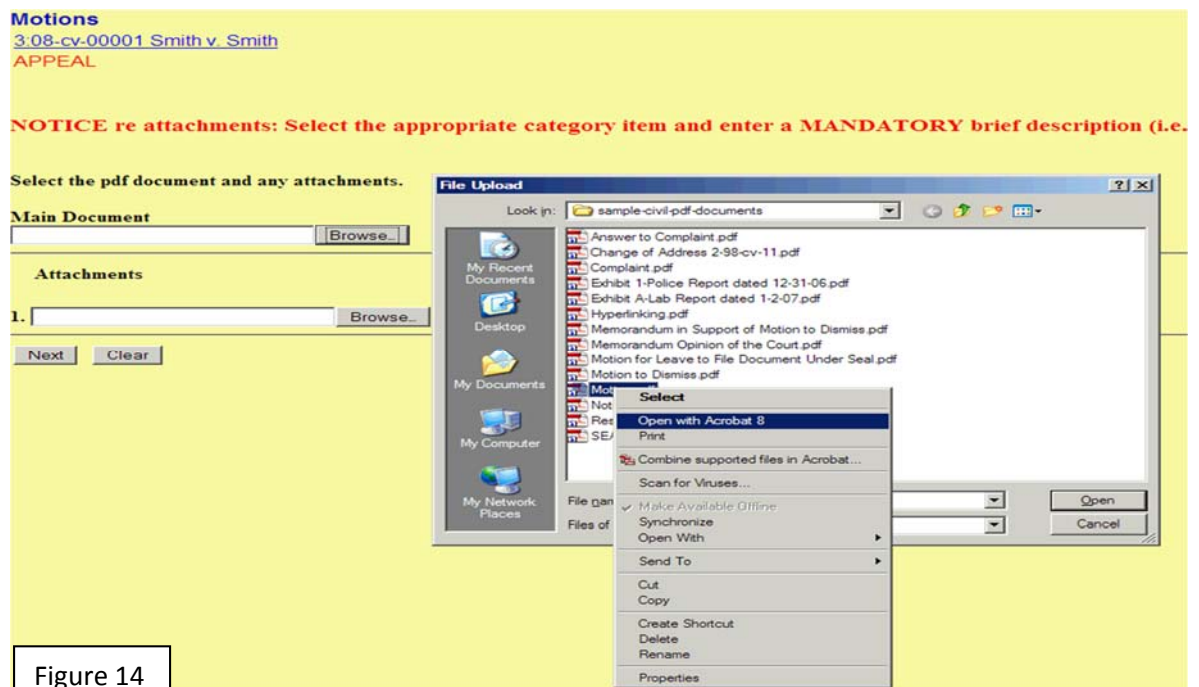 Motions
3:08-cv-00001 Smith v. Smith
APPEAL
NOTICE re attachments: Select the appropriate category item and enter a MANDATORY brief description (i.e.
Select the pdf document and any attachments.
Main Document
Browse...
Attachments
1.
Browse...
Next Clear
File Upload
Look in: sample-civil-pdf-documents
My Recent Documents
Desktop
My Documents
My Computer
My Network Places
Answer to Complaint.pdf
Change of Address 2-98-cv-11.pdf
Complaint.pdf
Exhibit 1-Police Report dated 12-31-06.pdf
Exhibit A-Lab Report dated 1-2-07.pdf
Hyperlinking.pdf
Memorandum in Support of Motion to Dismiss.pdf
Memorandum Opinion of the Court.pdf
Motion for Leave to File Document Under Seal.pdf
Motion to Dismiss.pdf
Not
Res
SEA
File nam
Files of
Open
Cancel
Select
Open with Acrobat 8
Print
Combine supported files in Acrobat...
Scan for Viruses...
Make Available Offline
Synchronize
Open With
Send To
Cut
Copy
Create Shortcut
Delete
Rename
Properties
Figure 14